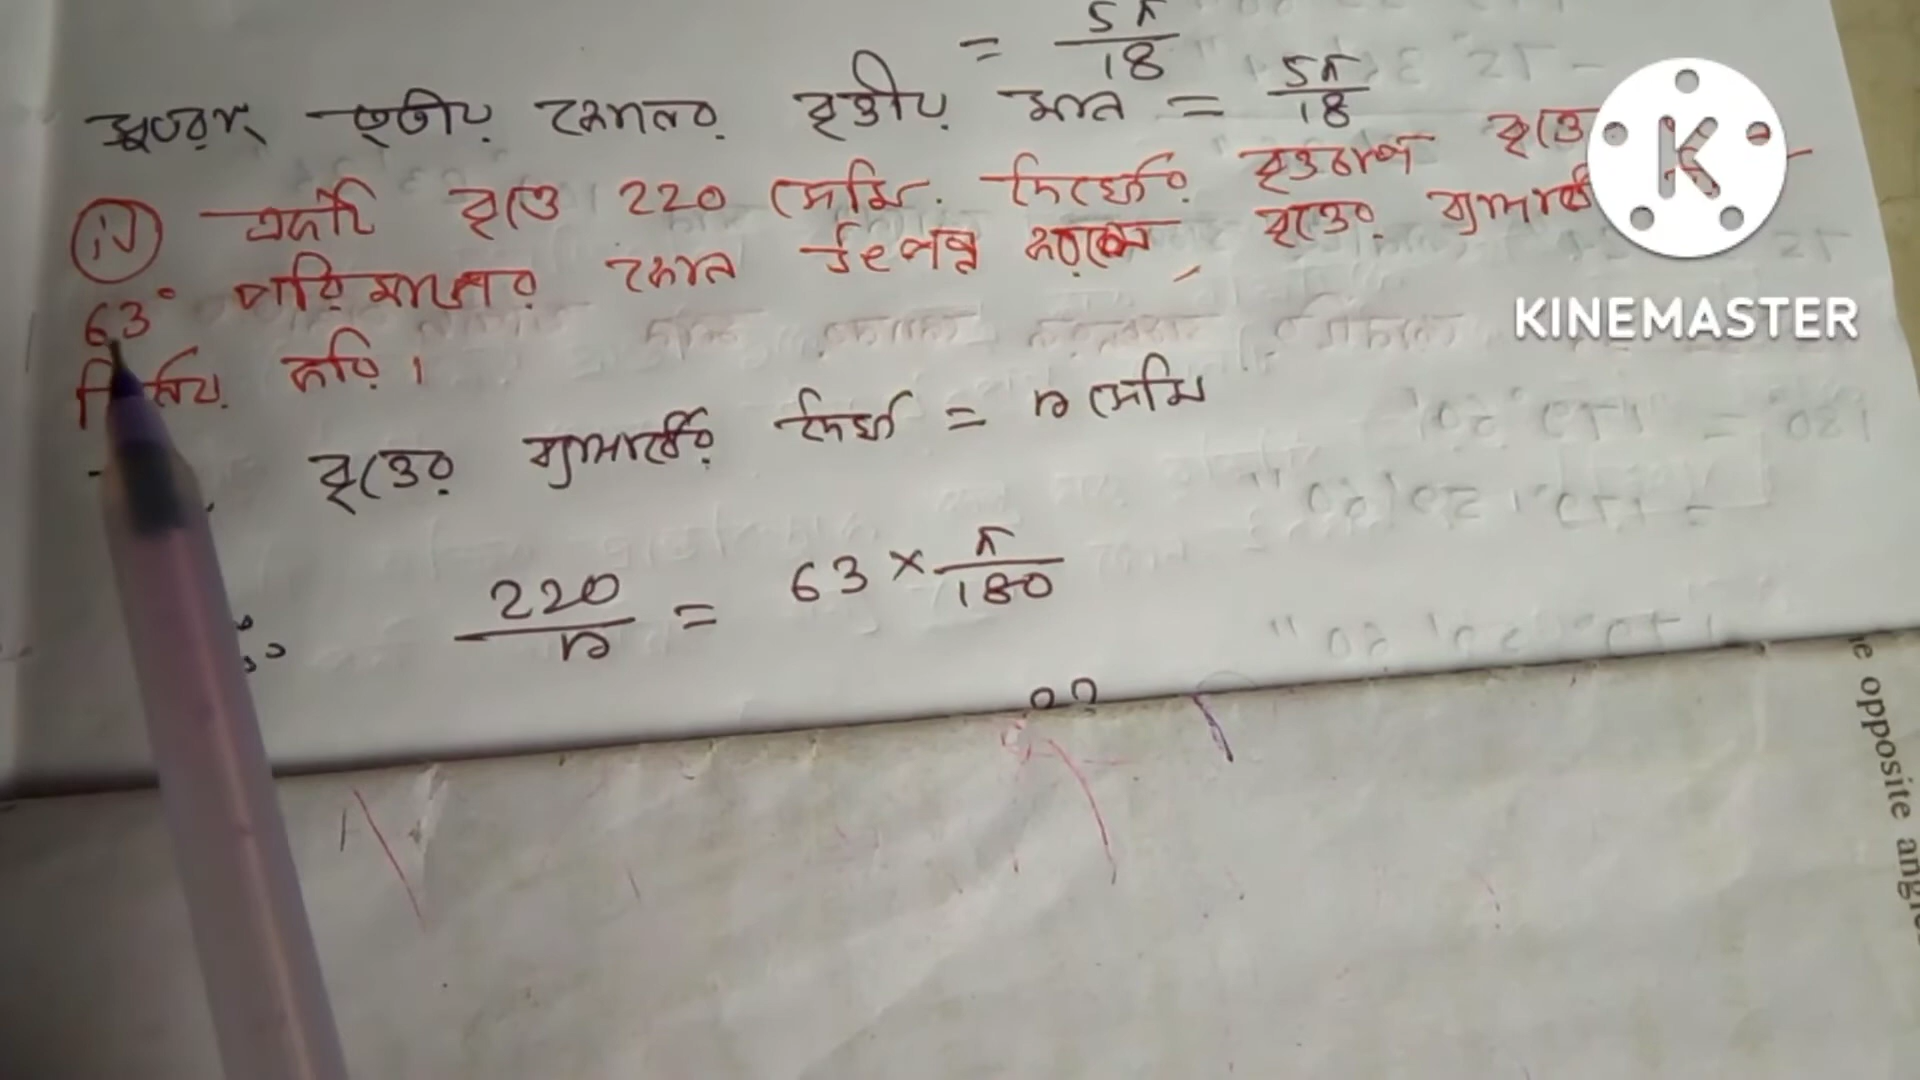 = 5π/18
সুতরাং তৃতীয় কোনের বৃত্তীয় মান = 5π/18
(iv) একটি বৃত্তে 220 সেমি. দৈর্ঘ্যের বৃত্তচাপ বৃত্তে
63° পরিমাপের কোন উৎপন্ন করলে, বৃত্তের ব্যাসার্ধ
নির্ণয় করি।
বৃত্তের ব্যাসার্ধের দৈর্ঘ্য = r সেমি
∴ 220/r = 63 × π/180
KINEMASTER
e opposite angle